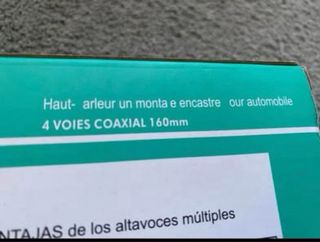 Haut- arleur un monta e encastre our automobile
4 VOIES COAXIAL 160mm
NTAJAS de los altavoces múltiples